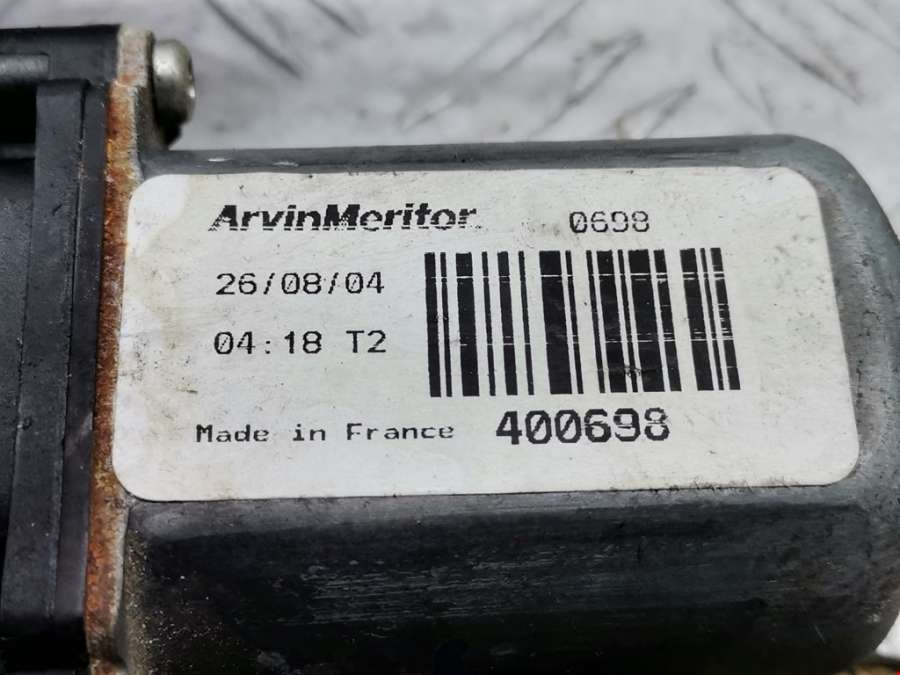 ArvinMeritor 0698
26/08/04
04:18 T2
Made in France 400698